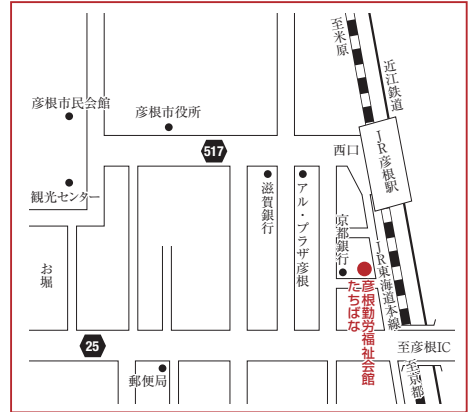 至米原
近江鉄道
彦根市民会館
彦根市役所
517
西口
JR彦根駅
観光センター
滋賀銀行
アル・プラザ彦根
京都銀行
JR東海道本線
お堀
彦根勤労福祉会館
たちばな
25
至彦根IC
郵便局
至京都